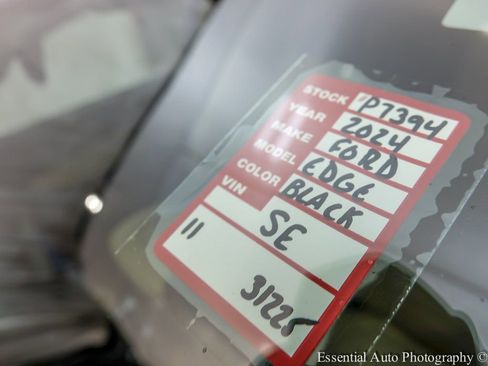 STOCK P7394
YEAR 2024
MAKE FORD
MODEL EDGE
COLOR BLACK
VIN SE
11 31225
Essential Auto Photography ©